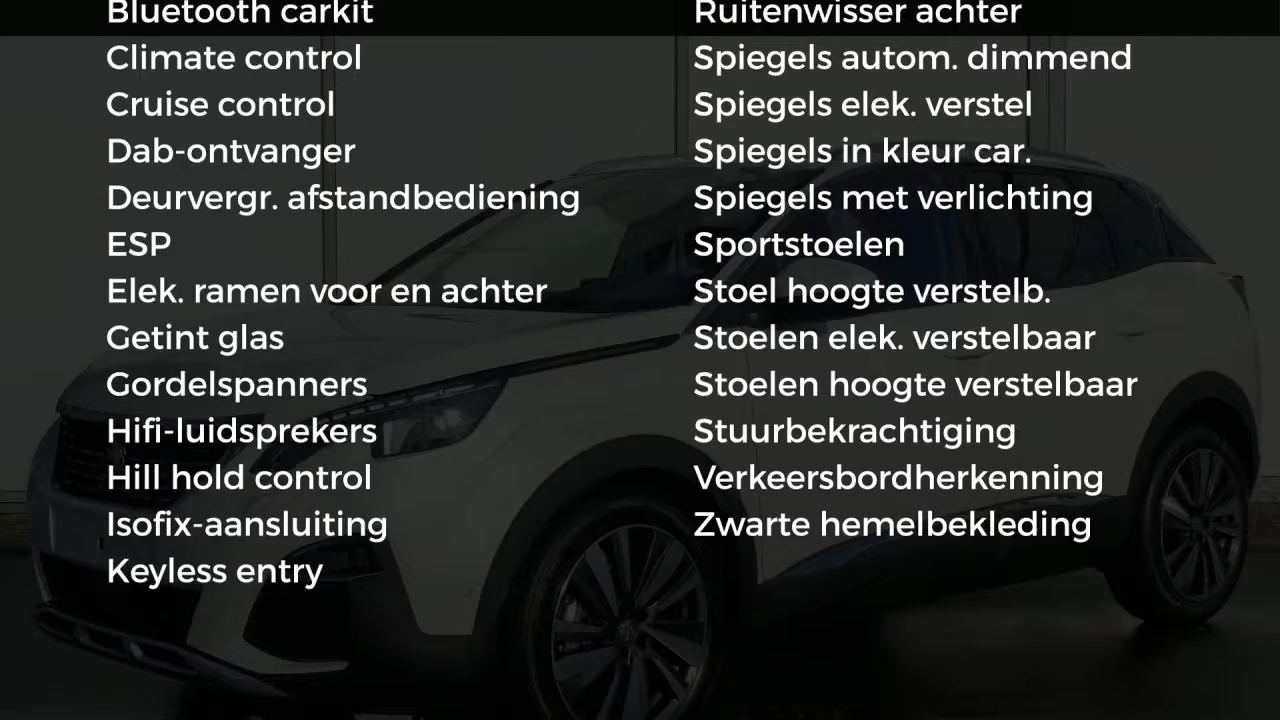 Bluetooth carkit
Climate control
Cruise control
Dab-ontvanger
Deurvergr. afstandbediening
ESP
Elek. ramen voor en achter
Getint glas
Gordelspanners
Hifi-luidsprekers
Hill hold control
Isofix-aansluiting
Keyless entry
Ruitenwisser achter
Spiegels autom. dimmend
Spiegels elek. verstel
Spiegels in kleur car.
Spiegels met verlichting
Sportstoelen
Stoel hoogte verstelb.
Stoelen elek. verstelbaar
Stoelen hoogte verstelbaar
Stuurbekrachtiging
Verkeersbordherkenning
Zwarte hemelbekleding